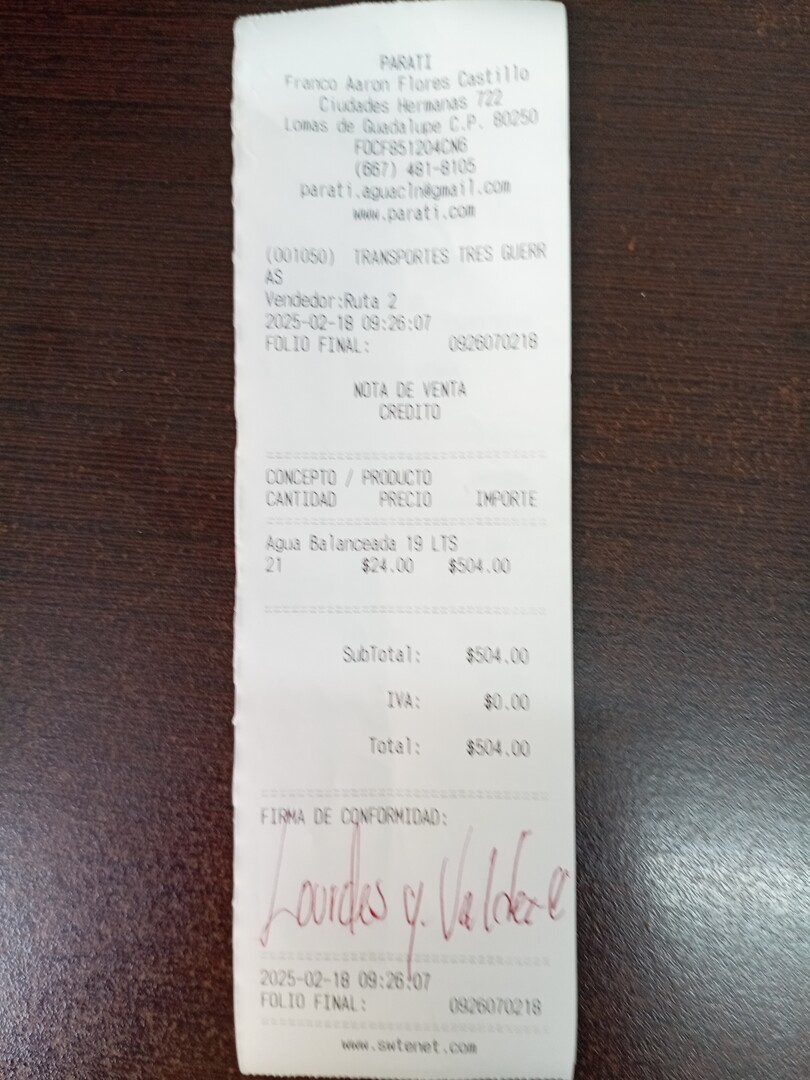 PARATI
Franco Aaron Flores Castillo
Ciudades Hermanas 722
Lomas de Guadalupe C.P. 80250
FOCF851204CN6
(667) 481-8105
parati.aguacln@gmail.com
www.parati.com
(001050) TRANSPORTES TRES GUERR
AS
Vendedor:Ruta 2
2025-02-18 09:26:07
FOLIO FINAL: 0926070218
NOTA DE VENTA
CREDITO
CONCEPTO / PRODUCTO
CANTIDAD PRECIO IMPORTE
Agua Balanceada 19 LTS
21 $24.00 $504.00
SubTotal: $504.00
IVA: $0.00
Total: $504.00
FIRMA DE CONFORMIDAD:
Lourdes y.
2025-02-18 09:26:07
FOLIO FINAL: 0926070218
www.swtenet.com